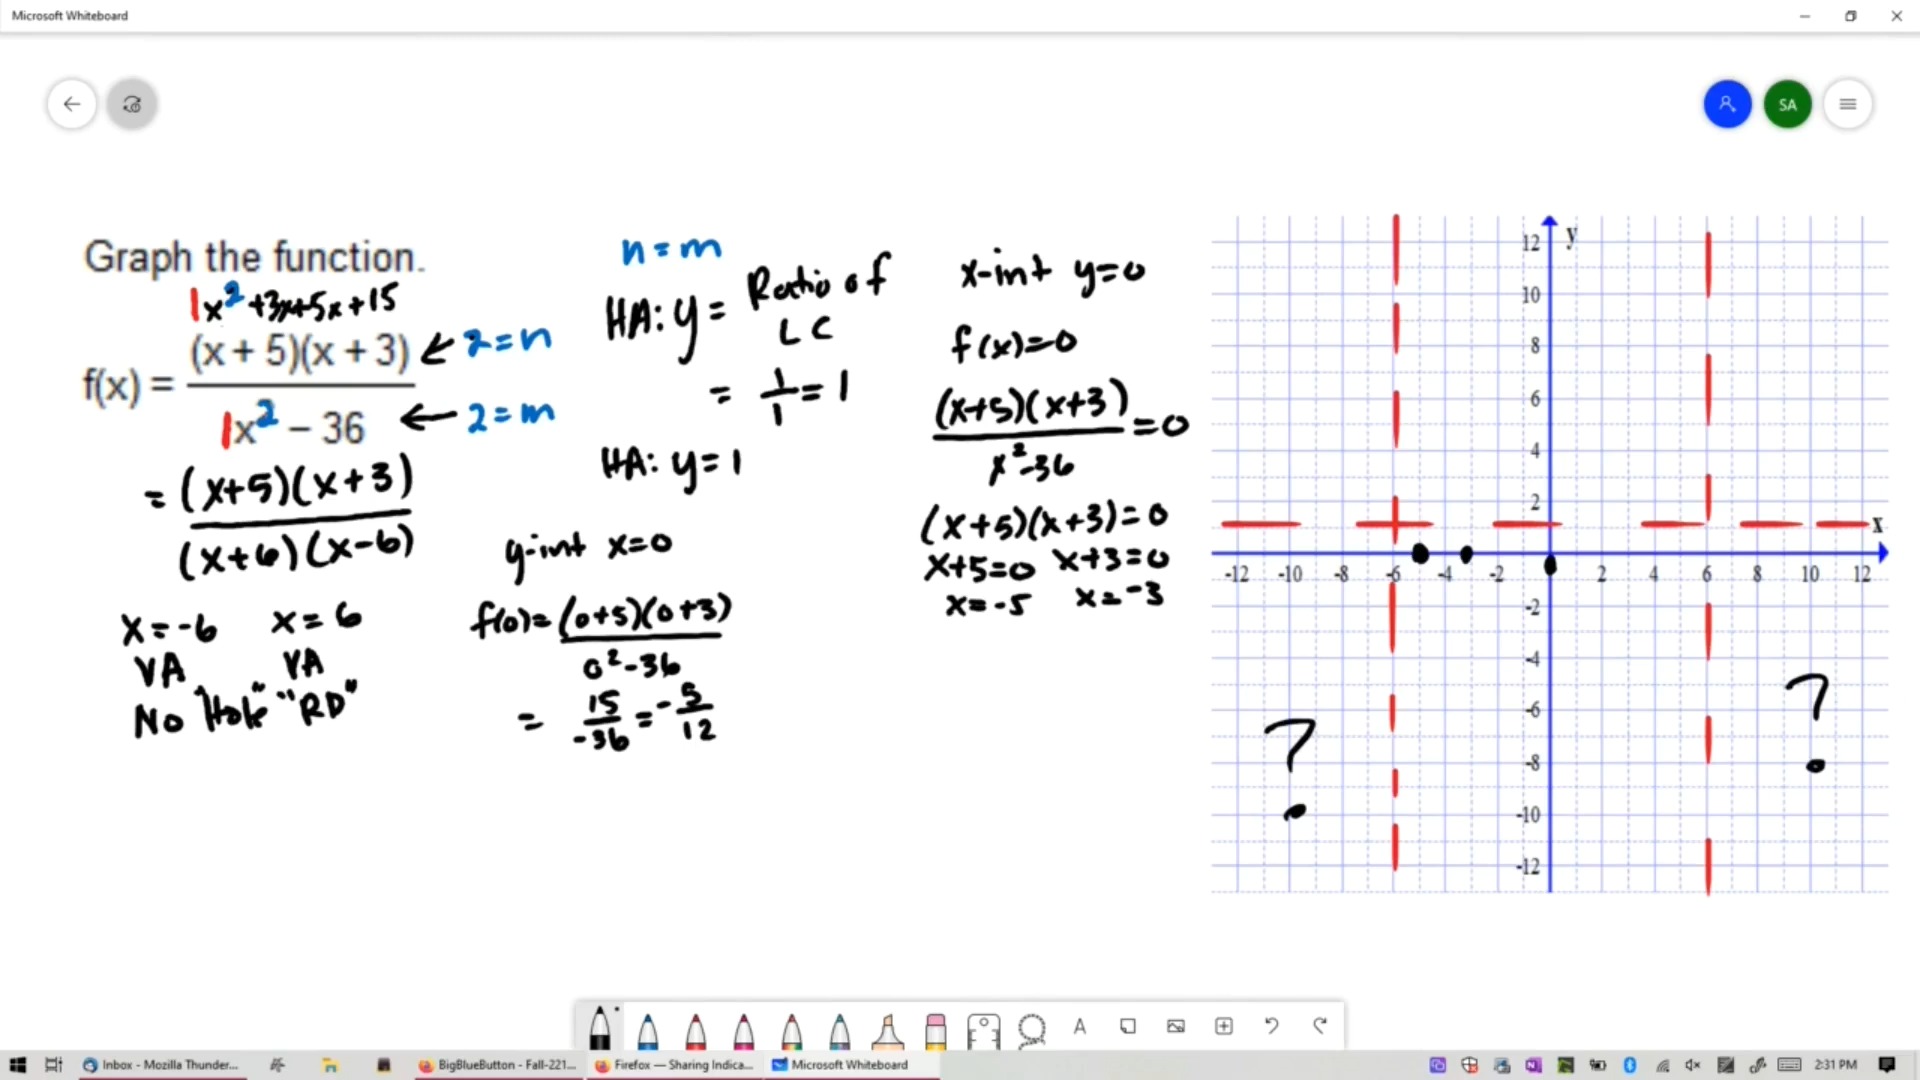 Microsoft Whiteboard
SA
Graph the function.
1x² + 3x + 5x + 15
f(x) = (x + 5)(x + 3) ← 2 = n
1x² − 36 ← 2 = m
= (x+5)(x+3)
(x+6)(x-6)
x = -6 x = 6
VA VA
No "Hole" "RD"
n = m
HA: y = Ratio of
LC
= 1/1 = 1
HA: y = 1
y-int x=0
f(0) = (0+5)(0+3)
0² - 36
= 15/-36 = -5/12
x-int y=0
f(x)=0
(x+5)(x+3) = 0
x² - 36
(x+5)(x+3) = 0
x+5=0 x+3=0
x=-5 x=-3
y
12
10
8
6
4
2
x
-12 -10 -8 -6 -4 -2 2 4 6 8 10 12
-2
-4
-6
-8
-10
-12
? ?
A
Inbox - Mozilla Thunder...
BigBlueButton - Fall-221...
Firefox — Sharing Indica...
Microsoft Whiteboard
2:31 PM